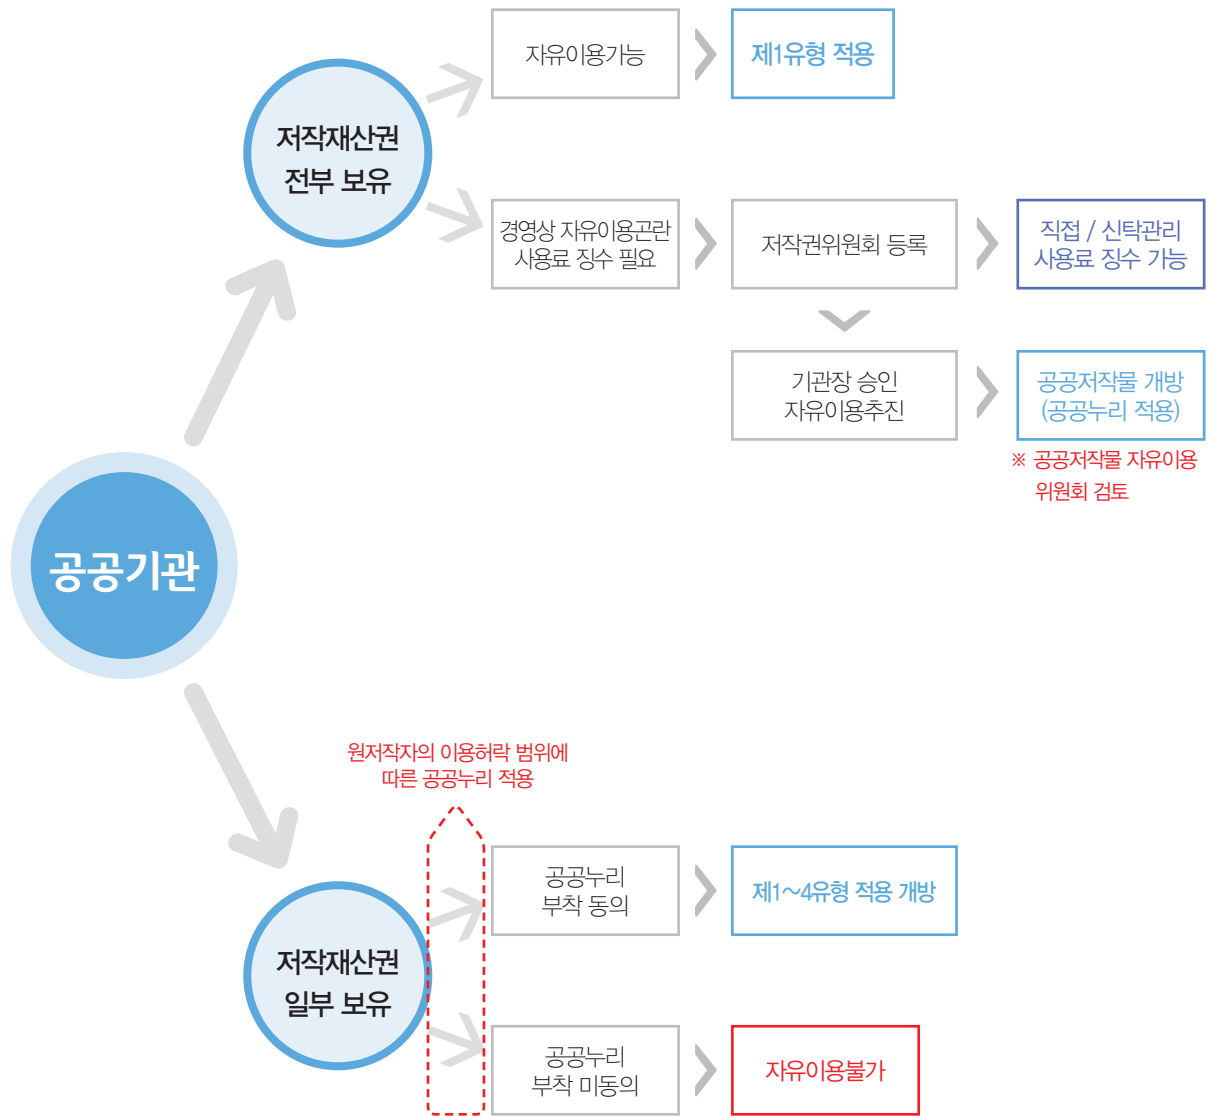 자유이용가능
제1유형 적용
저작재산권
전부 보유
경영상 자유이용곤란
사용료 징수 필요
저작권위원회 등록
직접 / 신탁관리
사용료 징수 가능
기관장 승인
자유이용추진
공공저작물 개방
(공공누리 적용)
※ 공공저작물 자유이용
위원회 검토
공공기관
원저작자의 이용허락 범위에
따른 공공누리 적용
저작재산권
일부 보유
공공누리
부착 동의
제1~4유형 적용 개방
공공누리
부착 미동의
자유이용불가